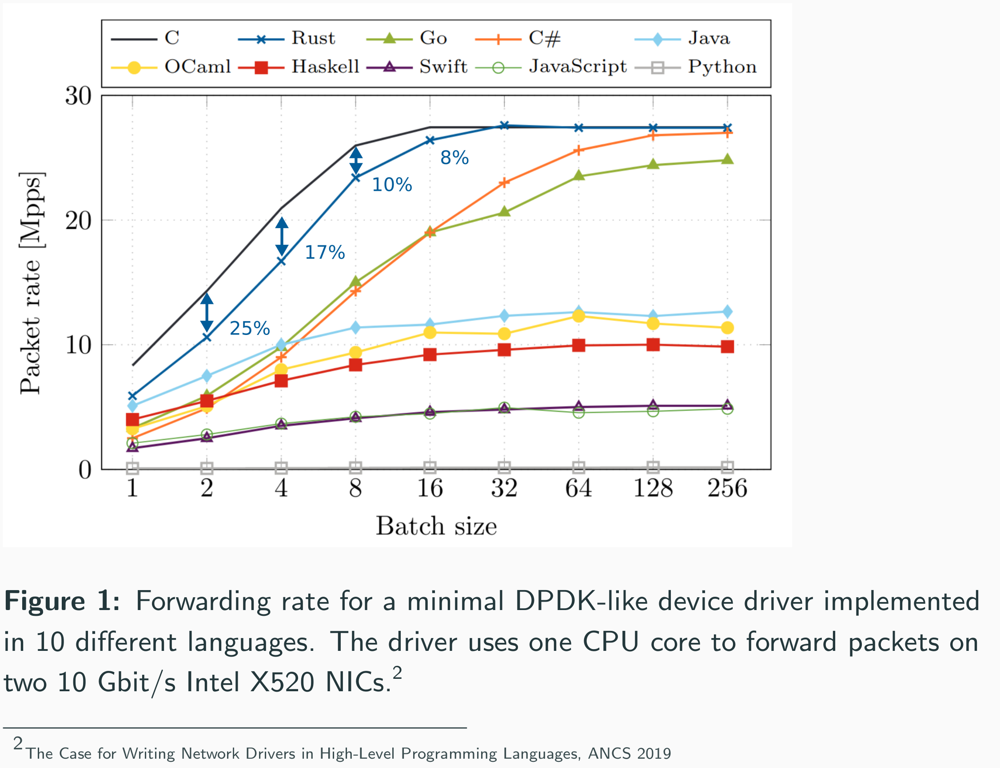 C Rust Go C# Java
OCaml Haskell Swift JavaScript Python
30
20
10
0
Packet rate [Mpps]
8%
10%
17%
25%
1 2 4 8 16 32 64 128 256
Batch size
Figure 1: Forwarding rate for a minimal DPDK-like device driver implemented
in 10 different languages. The driver uses one CPU core to forward packets on
two 10 Gbit/s Intel X520 NICs.2
2 The Case for Writing Network Drivers in High-Level Programming Languages, ANCS 2019